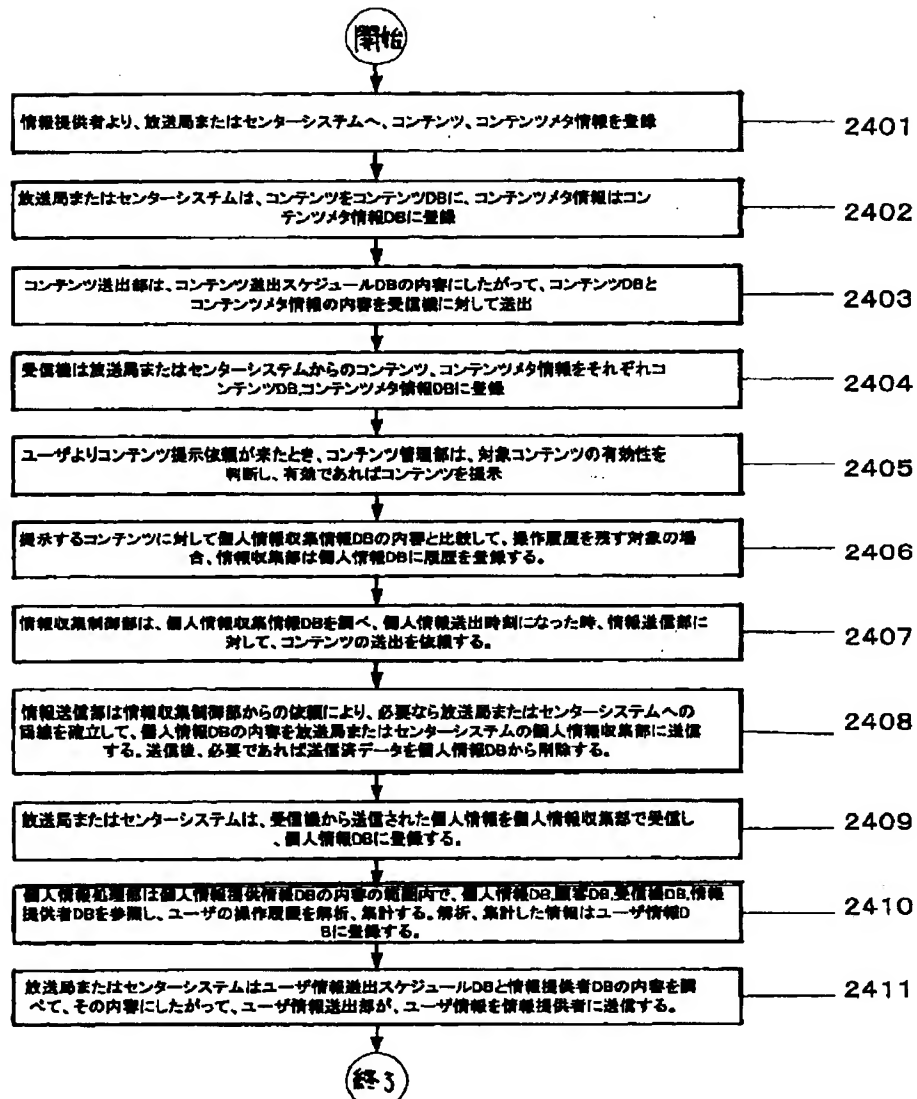 開始
情報提供者より、放送局またはセンターシステムへ、コンテンツ、コンテンツメタ情報を登録
2401
放送局またはセンターシステムは、コンテンツをコンテンツDBに、コンテンツメタ情報はコン
テンツメタ情報DBに登録
2402
コンテンツ送出部は、コンテンツ送出スケジュールDBの内容にしたがって、コンテンツDBと
コンテンツメタ情報の内容を受信機に対して送出
2403
受信機は放送局またはセンターシステムからのコンテンツ、コンテンツメタ情報をそれぞれコ
ンテンツDB,コンテンツメタ情報DBに登録
2404
ユーザよりコンテンツ提示依頼が来たとき、コンテンツ管理部は、対象コンテンツの有効性を
判断し、有効であればコンテンツを提示
2405
提示するコンテンツに対して個人情報収集情報DBの内容と比較して、操作履歴を残す対象の場
合、情報収集部は個人情報DBに履歴を登録する。
2406
情報収集制御部は、個人情報収集情報DBを調べ、個人情報送出時刻になった時、情報送信部に
対して、コンテンツの送出を依頼する。
2407
情報送信部は情報収集制御部からの依頼により、必要なら放送局またはセンターシステムへの
回線を確立して、個人情報DBの内容を放送局またはセンターシステムの個人情報収集部に送信
する。送信後、必要であれば送信済データを個人情報DBから削除する。
2408
放送局またはセンターシステムは、受信機から送信された個人情報を個人情報収集部で受信し
、個人情報DBに登録する。
2409
個人情報処理部は個人情報提供情報DBの内容の範囲内で、個人情報DB,顧客DB,受信機DB,情報
提供者DBを参照し、ユーザの操作履歴を解析、集計する。解析、集計した情報はユーザ情報D
Bに登録する。
2410
放送局またはセンターシステムはユーザ情報送出スケジュールDBと情報提供者DBの内容を調
べて、その内容にしたがって、ユーザ情報送出部が、ユーザ情報を情報提供者に送信する。
2411
終了